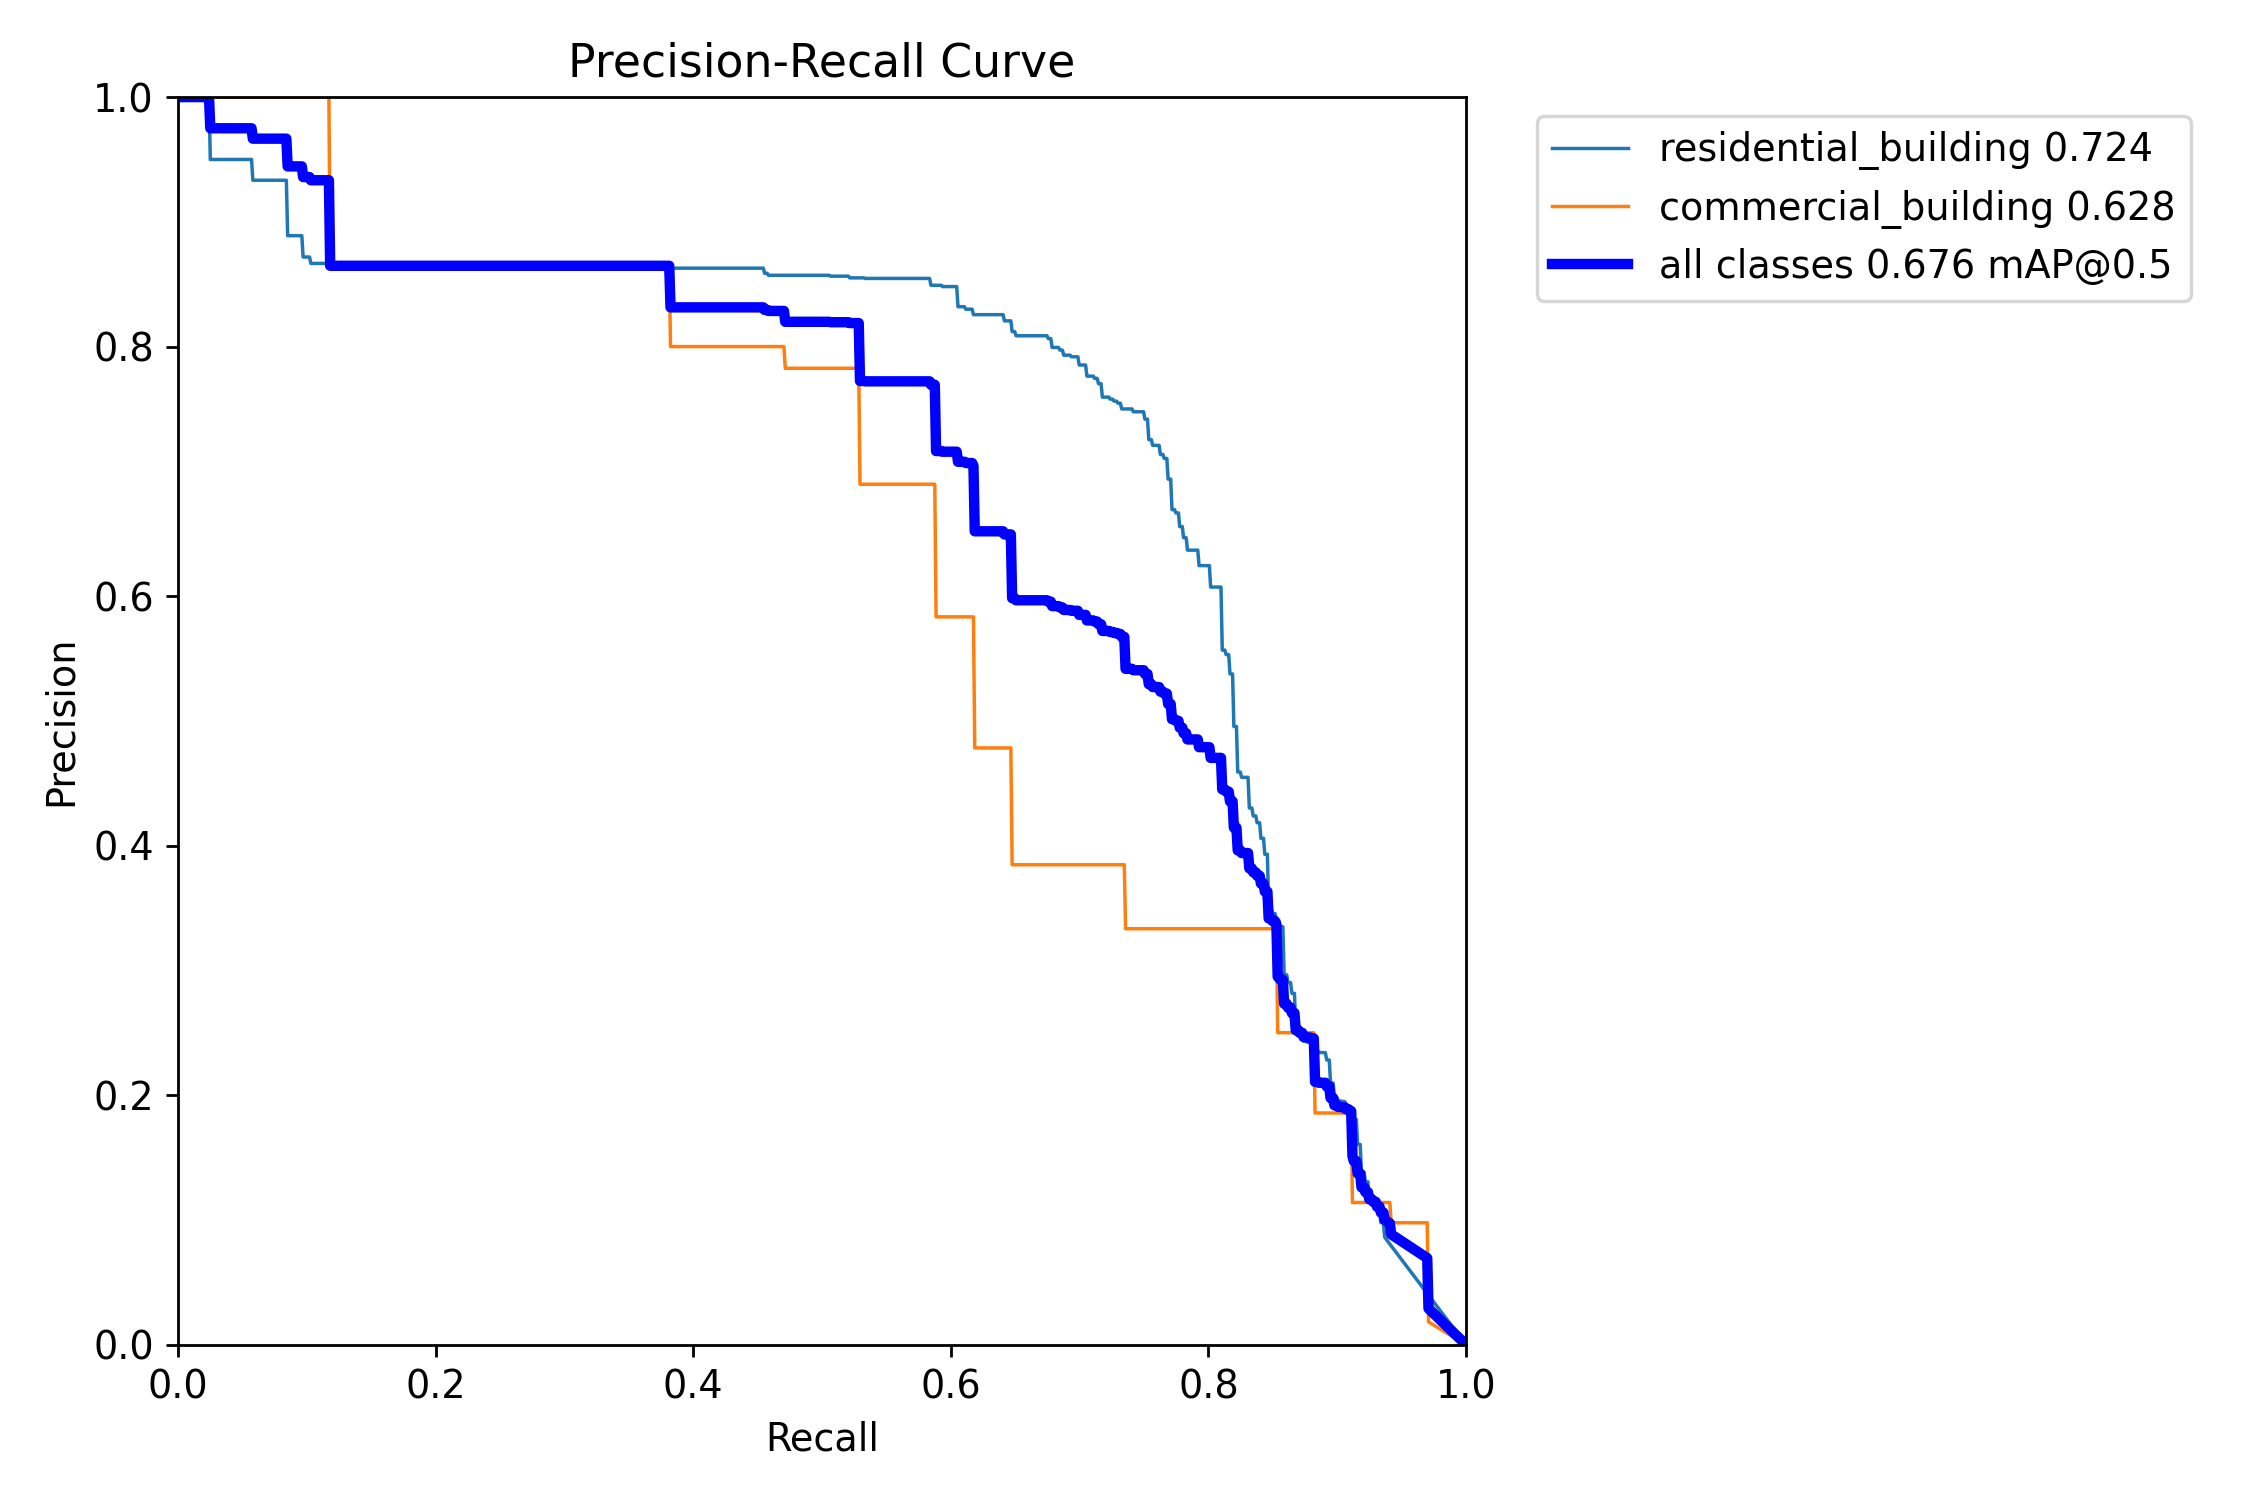 Precision-Recall Curve
1.0
0.8
0.6
0.4
0.2
0.0
Precision
0.0 0.2 0.4 0.6 0.8 1.0
Recall
residential_building 0.724
commercial_building 0.628
all classes 0.676 mAP@0.5